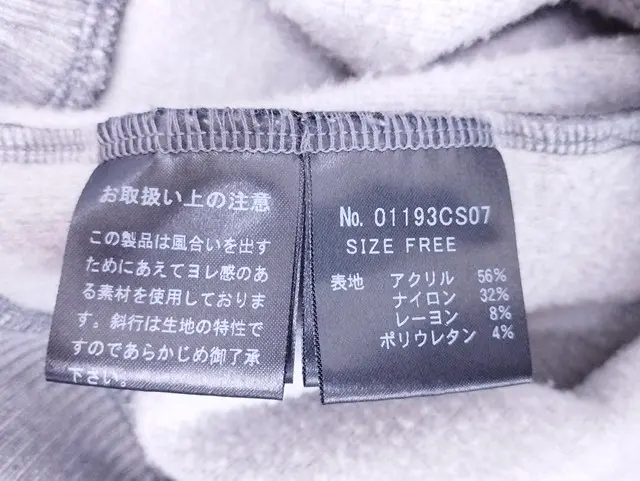 お取扱い上の注意
この製品は風合いを出す
ためにあえてヨレ感のあ
る素材を使用しておりま
す。斜行は生地の特性で
すのであらかじめ御了承
下さい。
No. 01193CS07
SIZE FREE
表地 アクリル 56%
ナイロン 32%
レーヨン 8%
ポリウレタン 4%